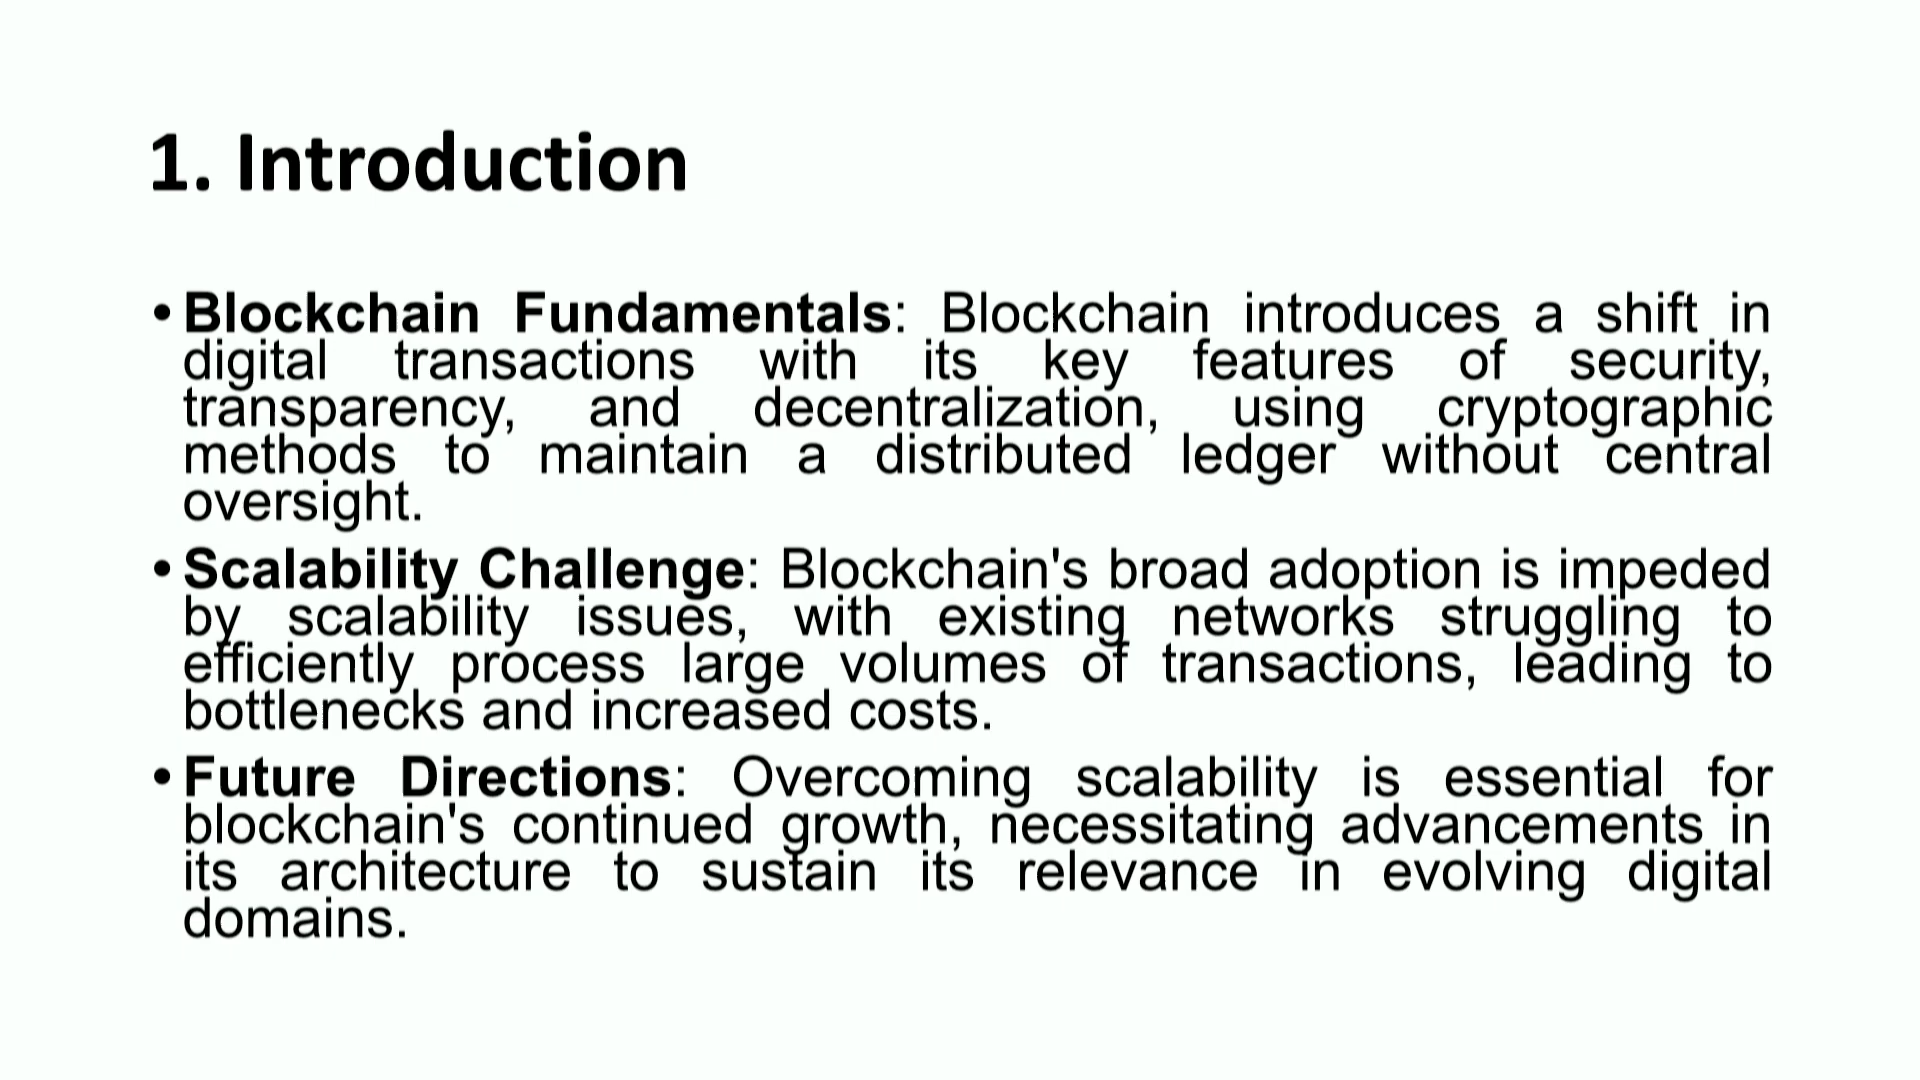 1. Introduction
• Blockchain Fundamentals: Blockchain introduces a shift in
digital transactions with its key features of security,
transparency, and decentralization, using cryptographic
methods to maintain a distributed ledger without central
oversight.
• Scalability Challenge: Blockchain's broad adoption is impeded
by scalability issues, with existing networks struggling to
efficiently process large volumes of transactions, leading to
bottlenecks and increased costs.
• Future Directions: Overcoming scalability is essential for
blockchain's continued growth, necessitating advancements in
its architecture to sustain its relevance in evolving digital
domains.